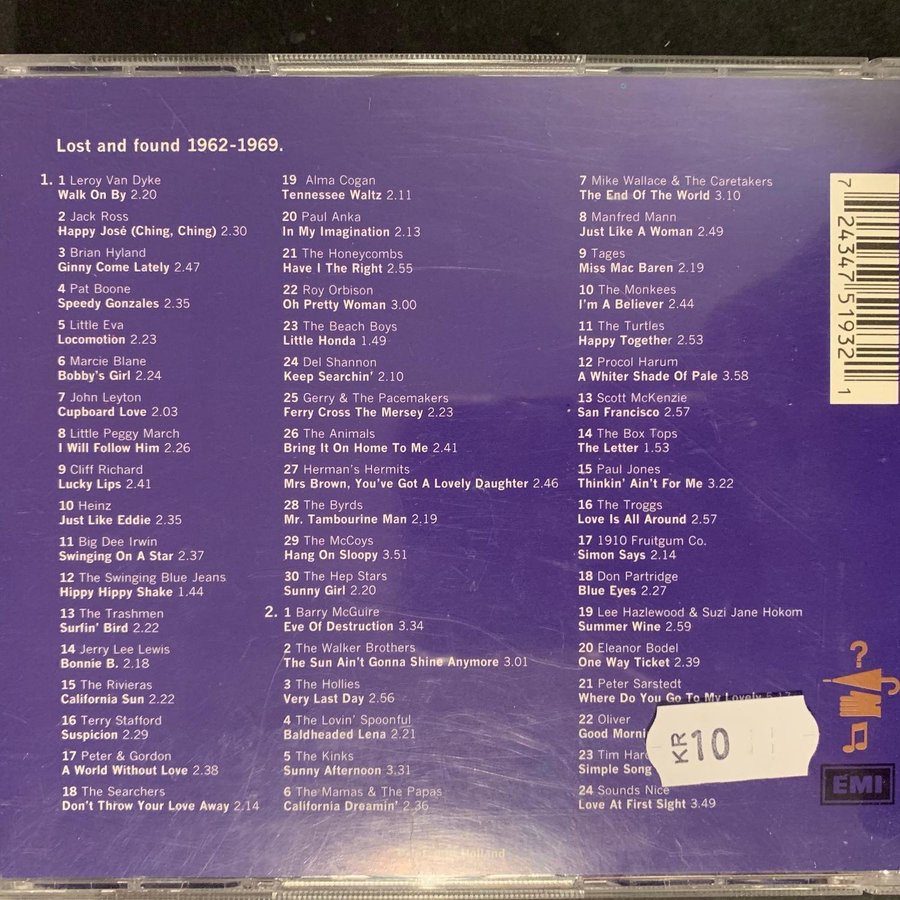 Lost and found 1962-1969.
1. 1 Leroy Van Dyke
Walk On By 2.20
2 Jack Ross
Happy José (Ching, Ching) 2.30
3 Brian Hyland
Ginny Come Lately 2.47
4 Pat Boone
Speedy Gonzales 2.35
5 Little Eva
Locomotion 2.23
6 Marcie Blane
Bobby's Girl 2.24
7 John Leyton
Cupboard Love 2.03
8 Little Peggy March
I Will Follow Him 2.26
9 Cliff Richard
Lucky Lips 2.41
10 Heinz
Just Like Eddie 2.35
11 Big Dee Irwin
Swinging On A Star 2.37
12 The Swinging Blue Jeans
Hippy Hippy Shake 1.44
13 The Trashmen
Surfin' Bird 2.22
14 Jerry Lee Lewis
Bonnie B. 2.18
15 The Rivieras
California Sun 2.22
16 Terry Stafford
Suspicion 2.29
17 Peter & Gordon
A World Without Love 2.38
18 The Searchers
Don't Throw Your Love Away 2.14
19 Alma Cogan
Tennessee Waltz 2.11
20 Paul Anka
In My Imagination 2.13
21 The Honeycombs
Have I The Right 2.55
22 Roy Orbison
Oh Pretty Woman 3.00
23 The Beach Boys
Little Honda 1.49
24 Del Shannon
Keep Searchin' 2.10
25 Gerry & The Pacemakers
Ferry Cross The Mersey 2.23
26 The Animals
Bring It On Home To Me 2.41
27 Herman's Hermits
Mrs Brown, You've Got A Lovely Daughter 2.46
28 The Byrds
Mr. Tambourine Man 2.19
29 The McCoys
Hang On Sloopy 3.51
30 The Hep Stars
Sunny Girl 2.20
2. 1 Barry McGuire
Eve Of Destruction 3.34
2 The Walker Brothers
The Sun Ain't Gonna Shine Anymore 3.01
3 The Hollies
Very Last Day 2.56
4 The Lovin' Spoonful
Baldheaded Lena 2.21
5 The Kinks
Sunny Afternoon 3.31
6 The Mamas & The Papas
California Dreamin' 2.36
7 Mike Wallace & The Caretakers
The End Of The World 3.10
8 Manfred Mann
Just Like A Woman 2.49
9 Tages
Miss Mac Baren 2.19
10 The Monkees
I'm A Believer 2.44
11 The Turtles
Happy Together 2.53
12 Procol Harum
A Whiter Shade Of Pale 3.58
13 Scott McKenzie
San Francisco 2.57
14 The Box Tops
The Letter 1.53
15 Paul Jones
Thinkin' Ain't For Me 3.22
16 The Troggs
Love Is All Around 2.57
17 1910 Fruitgum Co.
Simon Says 2.14
18 Don Partridge
Blue Eyes 2.27
19 Lee Hazlewood & Suzi Jane Hokom
Summer Wine 2.59
20 Eleanor Bodel
One Way Ticket 2.39
21 Peter Sarstedt
Where Do You Go To My Lovely
22 Oliver
Good
23 Tim
Simple Song
24 Sounds Nice
Love At First Sight 3.49
KR 10
7 24347 51932 1
?
EMI
Holland